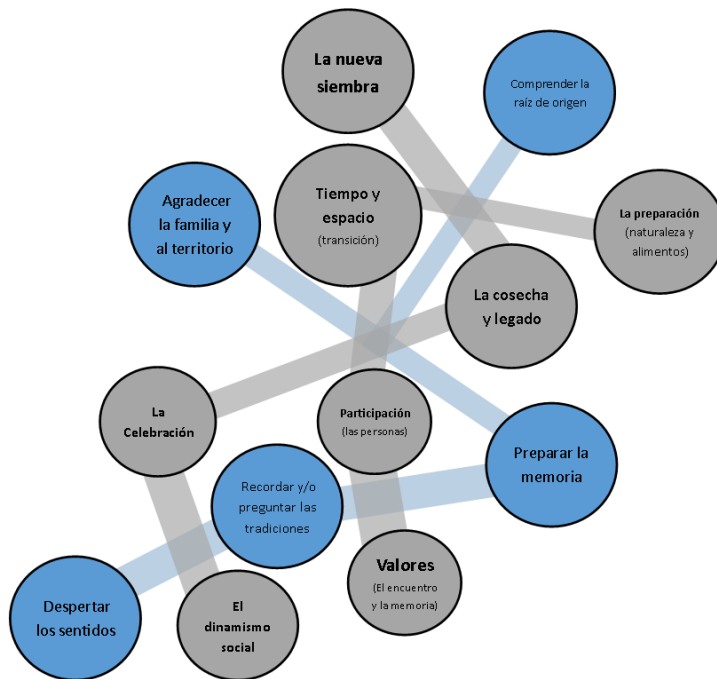 La nueva
siembra
Comprender la
raíz de origen
Agradecer
la familia y
al territorio
Tiempo y
espacio
(transición)
La preparación
(naturaleza y
alimentos)
La cosecha
y legado
La
Celebración
Participación
(las personas)
Preparar la
memoria
Recordar y/o
preguntar las
tradiciones
Valores
(El encuentro
y la memoria)
Despertar
los sentidos
El
dinamismo
social